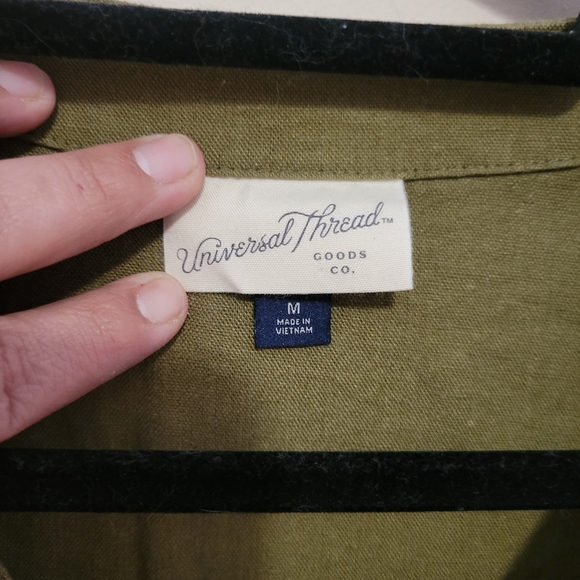 Universal Thread™
GOODS
CO.
M
MADE IN
VIETNAM